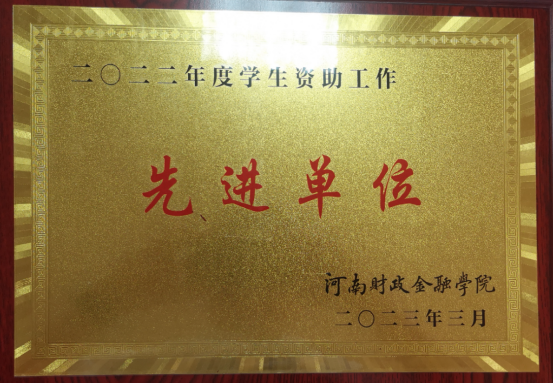 二〇二二年度学生资助工作
先进单位
河南财政金融學院
二〇二三年三月